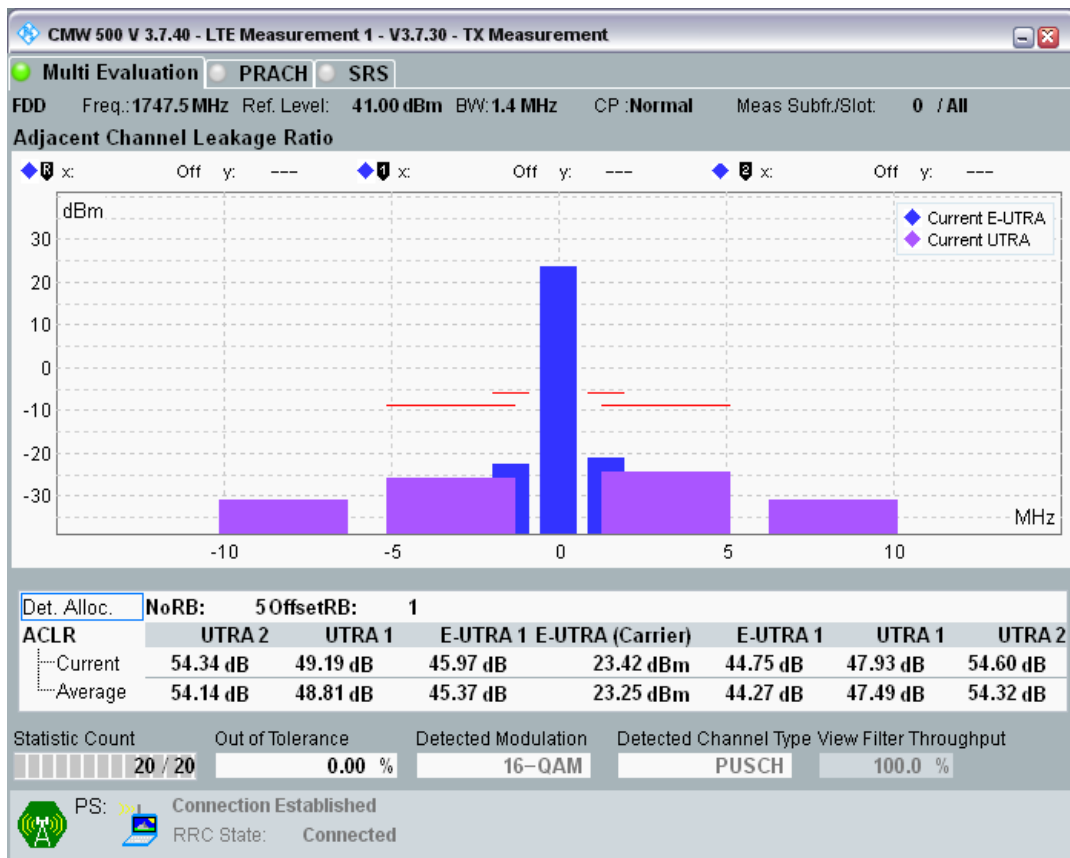 CMW 500 V 3.7.40 - LTE Measurement 1 - V3.7.30 - TX Measurement
Multi Evaluation PRACH SRS
FDD Freq.: 1747.5 MHz Ref. Level: 41.00 dBm BW: 1.4 MHz CP :Normal Meas Subfr./Slot: 0 / All
Adjacent Channel Leakage Ratio
R x: Off y: --- 1 x: Off y: --- 2 x: Off y: ---
dBm
Current E-UTRA
Current UTRA
30
20
10
0
-10
-20
-30
MHz
-10 -5 0 5 10
Det. Alloc. NoRB: 5 OffsetRB: 1
ACLR UTRA 2 UTRA 1 E-UTRA 1 E-UTRA (Carrier) E-UTRA 1 UTRA 1 UTRA 2
Current 54.34 dB 49.19 dB 45.97 dB 23.42 dBm 44.75 dB 47.93 dB 54.60 dB
Average 54.14 dB 48.81 dB 45.37 dB 23.25 dBm 44.27 dB 47.49 dB 54.32 dB
Statistic Count Out of Tolerance Detected Modulation Detected Channel Type View Filter Throughput
20 / 20 0.00 % 16-QAM PUSCH 100.0 %
PS: Connection Established
RRC State: Connected